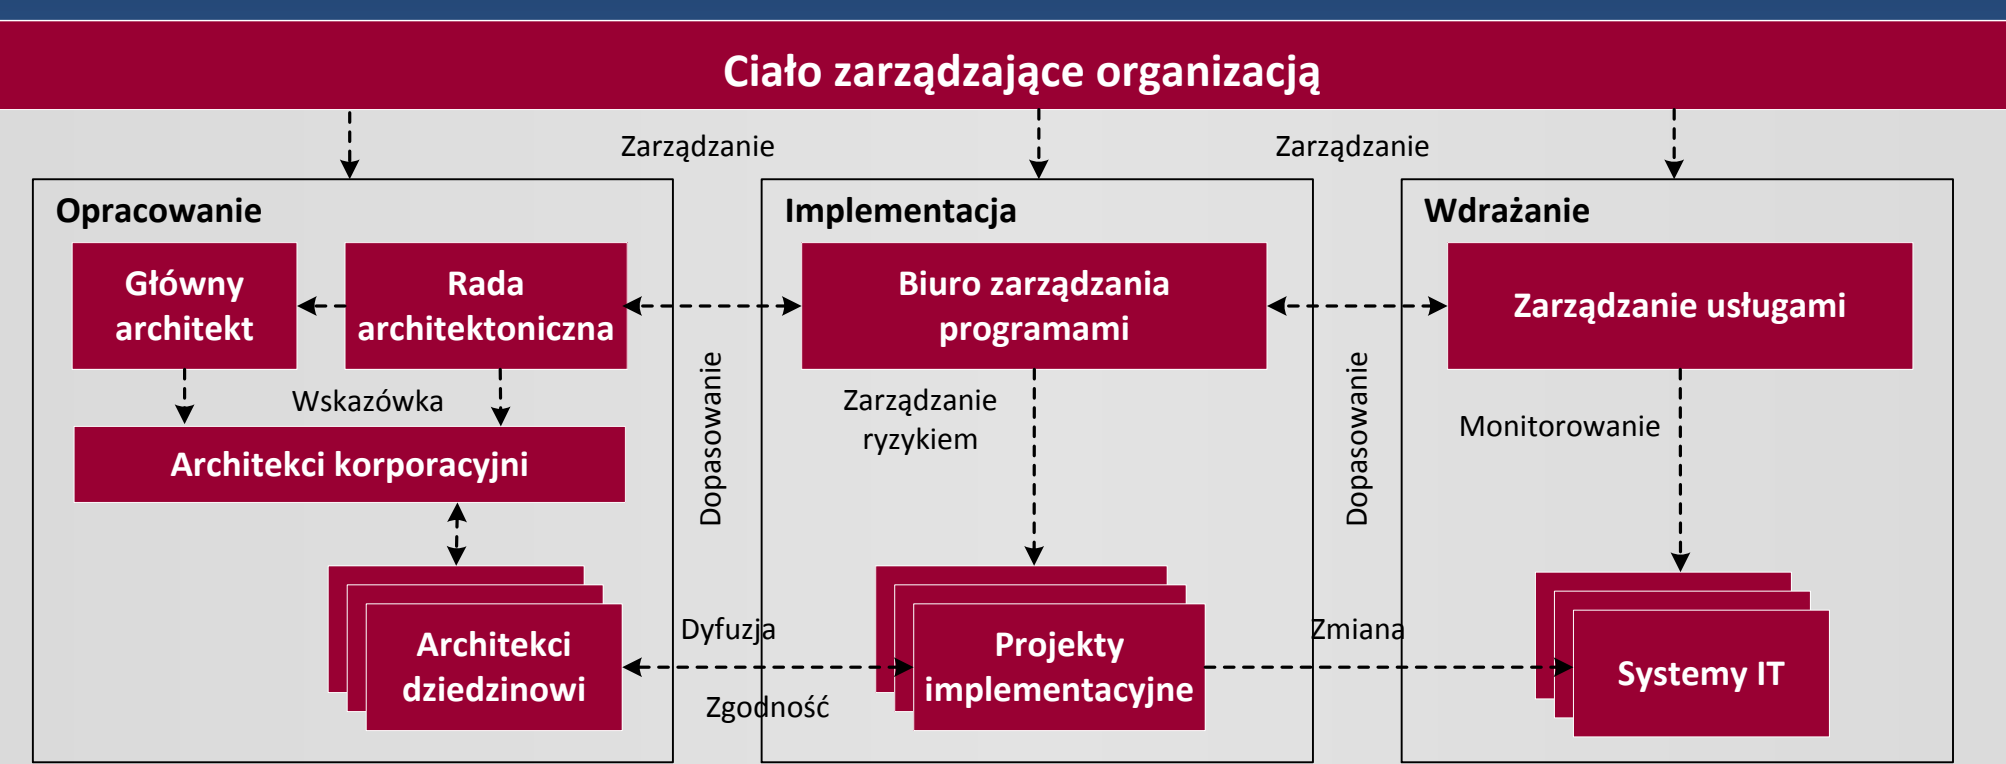 Ciało zarządzające organizacją
Zarządzanie
Zarządzanie
Opracowanie
Główny
architekt
Rada
architektoniczna
Wskazówka
Architekci korporacyjni
Architekci
dziedzinowi
Dopasowanie
Dyfuzja
Zgodność
Implementacja
Biuro zarządzania
programami
Zarządzanie
ryzykiem
Projekty
implementacyjne
Dopasowanie
Zmiana
Wdrażanie
Zarządzanie usługami
Monitorowanie
Systemy IT